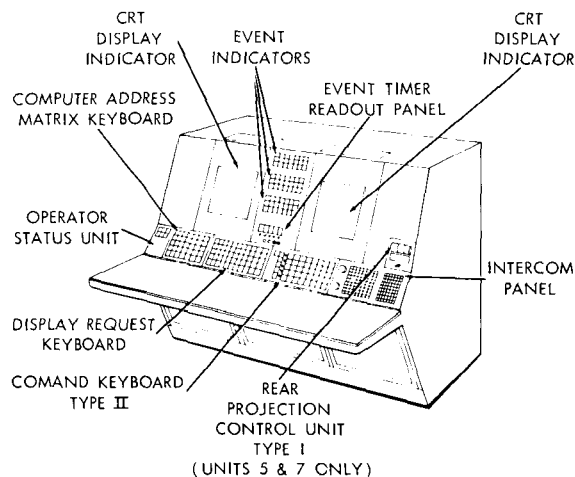 CRT
DISPLAY
INDICATOR
EVENT
INDICATORS
CRT
DISPLAY
INDICATOR
EVENT TIMER
READOUT PANEL
COMPUTER ADDRESS
MATRIX KEYBOARD
OPERATOR
STATUS UNIT
INTERCOM
PANEL
DISPLAY REQUEST
KEYBOARD
COMAND KEYBOARD
TYPE II
REAR
PROJECTION
CONTROL UNIT
TYPE I
(UNITS 5 & 7 ONLY)